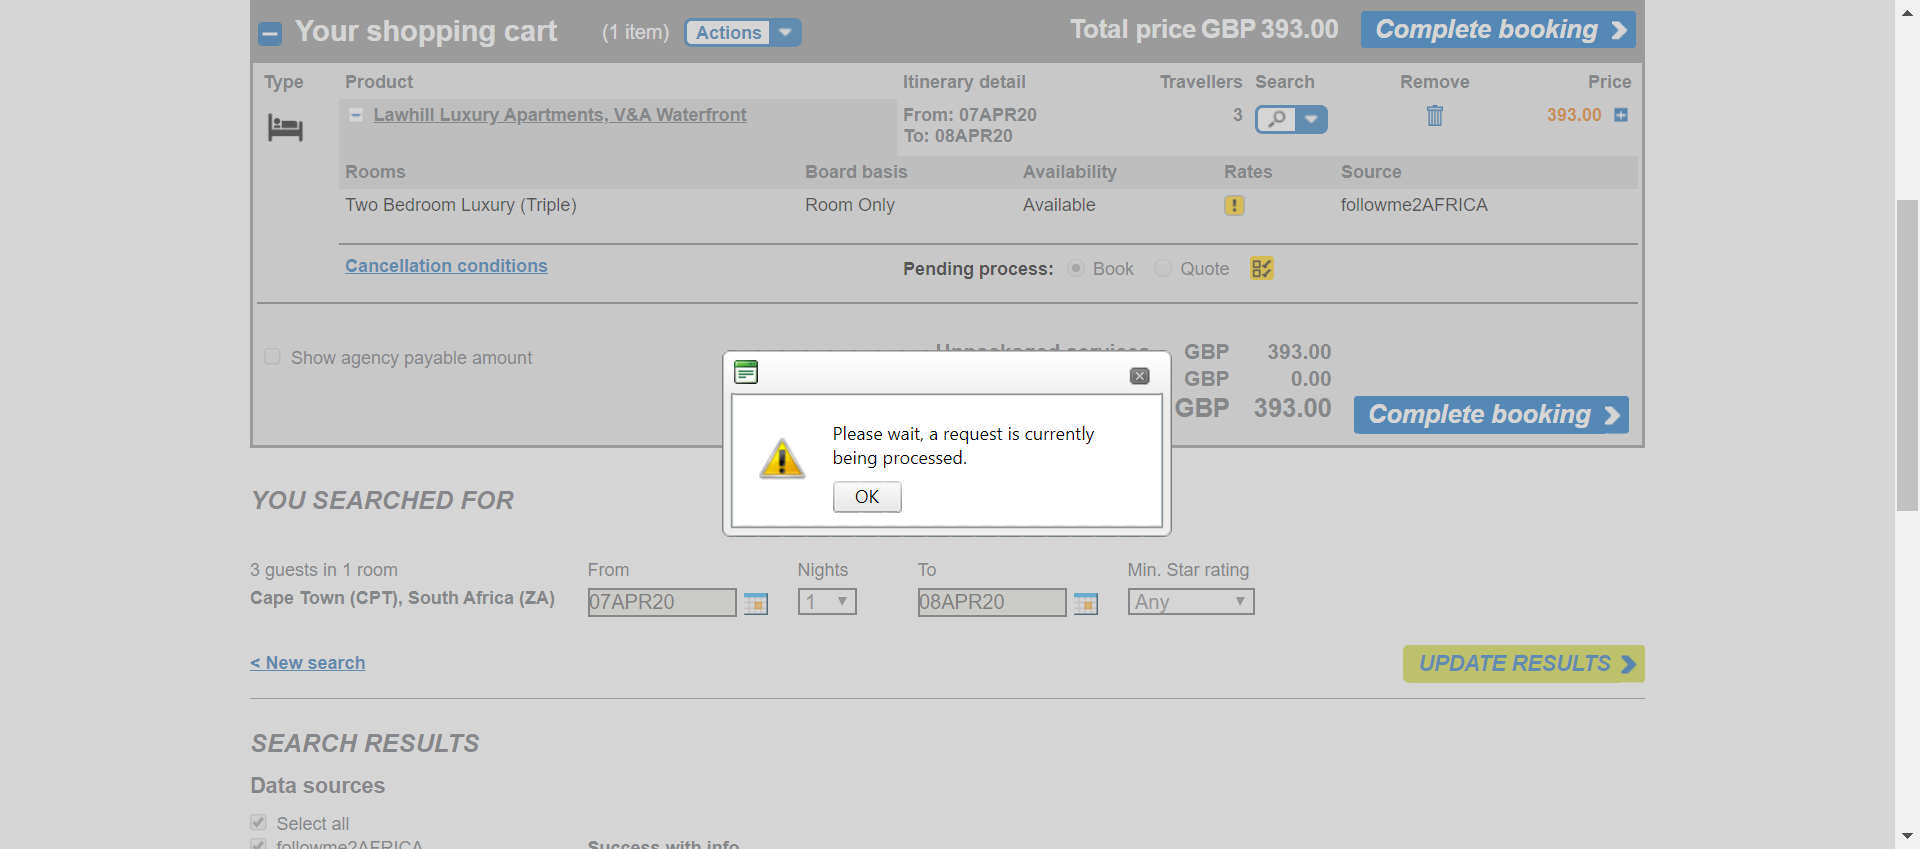 Your shopping cart (1 item) Actions Total price GBP 393.00 Complete booking
Type Product Itinerary detail Travellers Search Remove Price
Lawhill Luxury Apartments, V&A Waterfront From: 07APR20 3 393.00
To: 08APR20
Rooms Board basis Availability Rates Source
Two Bedroom Luxury (Triple) Room Only Available followme2AFRICA
Cancellation conditions Pending process: Book Quote
Show agency payable amount Unpackaged services GBP 393.00
GBP 0.00
GBP 393.00 Complete booking
Please wait, a request is currently
being processed.
OK
YOU SEARCHED FOR
3 guests in 1 room From Nights To Min. Star rating
Cape Town (CPT), South Africa (ZA) 07APR20 1 08APR20 Any
< New search UPDATE RESULTS
SEARCH RESULTS
Data sources
Select all
followme2AFRICA Success with info